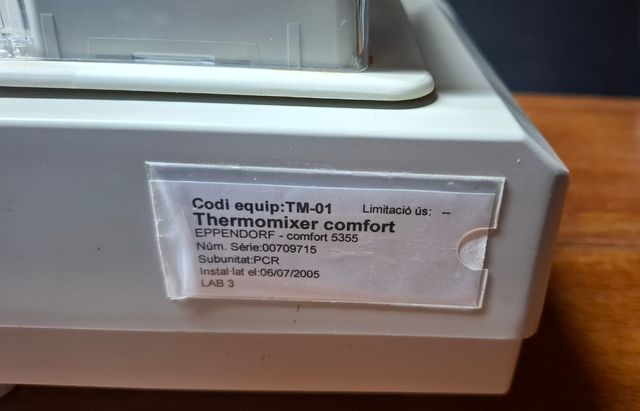 Codi equip:TM-01 Limitació ús: --
Thermomixer comfort
EPPENDORF - comfort 5355
Núm. Sèrie:00709715
Subunitat:PCR
Instal·lat el:06/07/2005
LAB 3